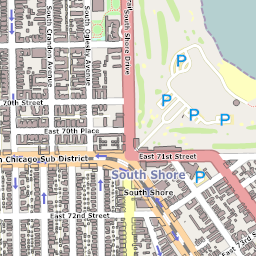 South Cornell Avenue
South Oglesby Avenue
South Shore Drive
P
P
P
P
70th Street
East 70th Place
East 71st Street
Chicago Sub District
South Shore
P
South Shore
East 72nd Street